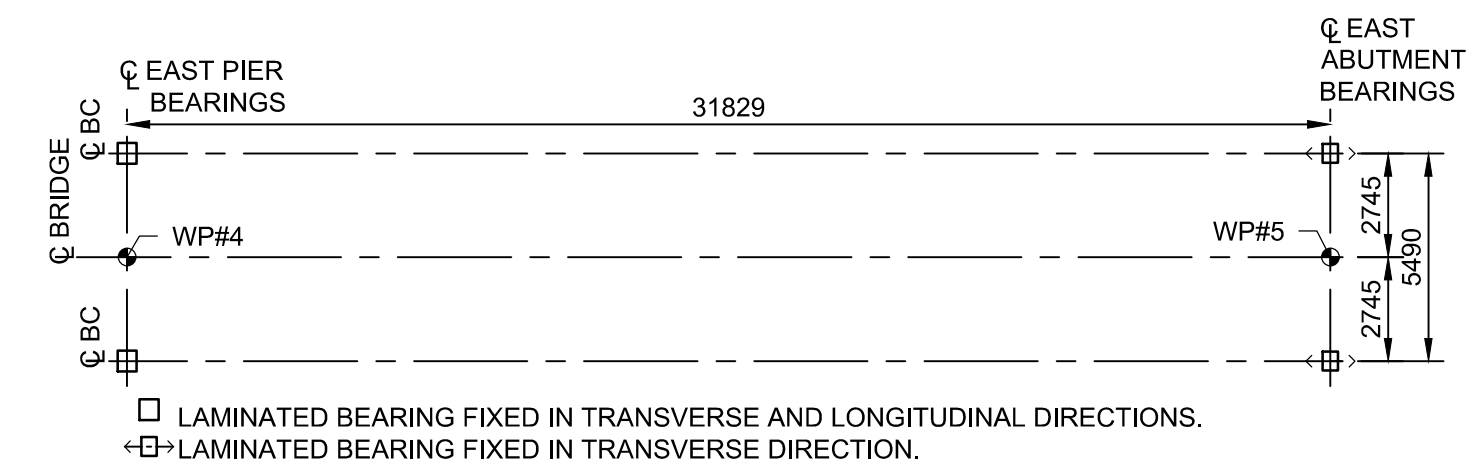 ℄ EAST
ABUTMENT
BEARINGS
℄ EAST PIER
BEARINGS
31829
℄ BC
℄ BRIDGE
WP#4
WP#5
2745
5490
2745
℄ BC
LAMINATED BEARING FIXED IN TRANSVERSE AND LONGITUDINAL DIRECTIONS.
LAMINATED BEARING FIXED IN TRANSVERSE DIRECTION.